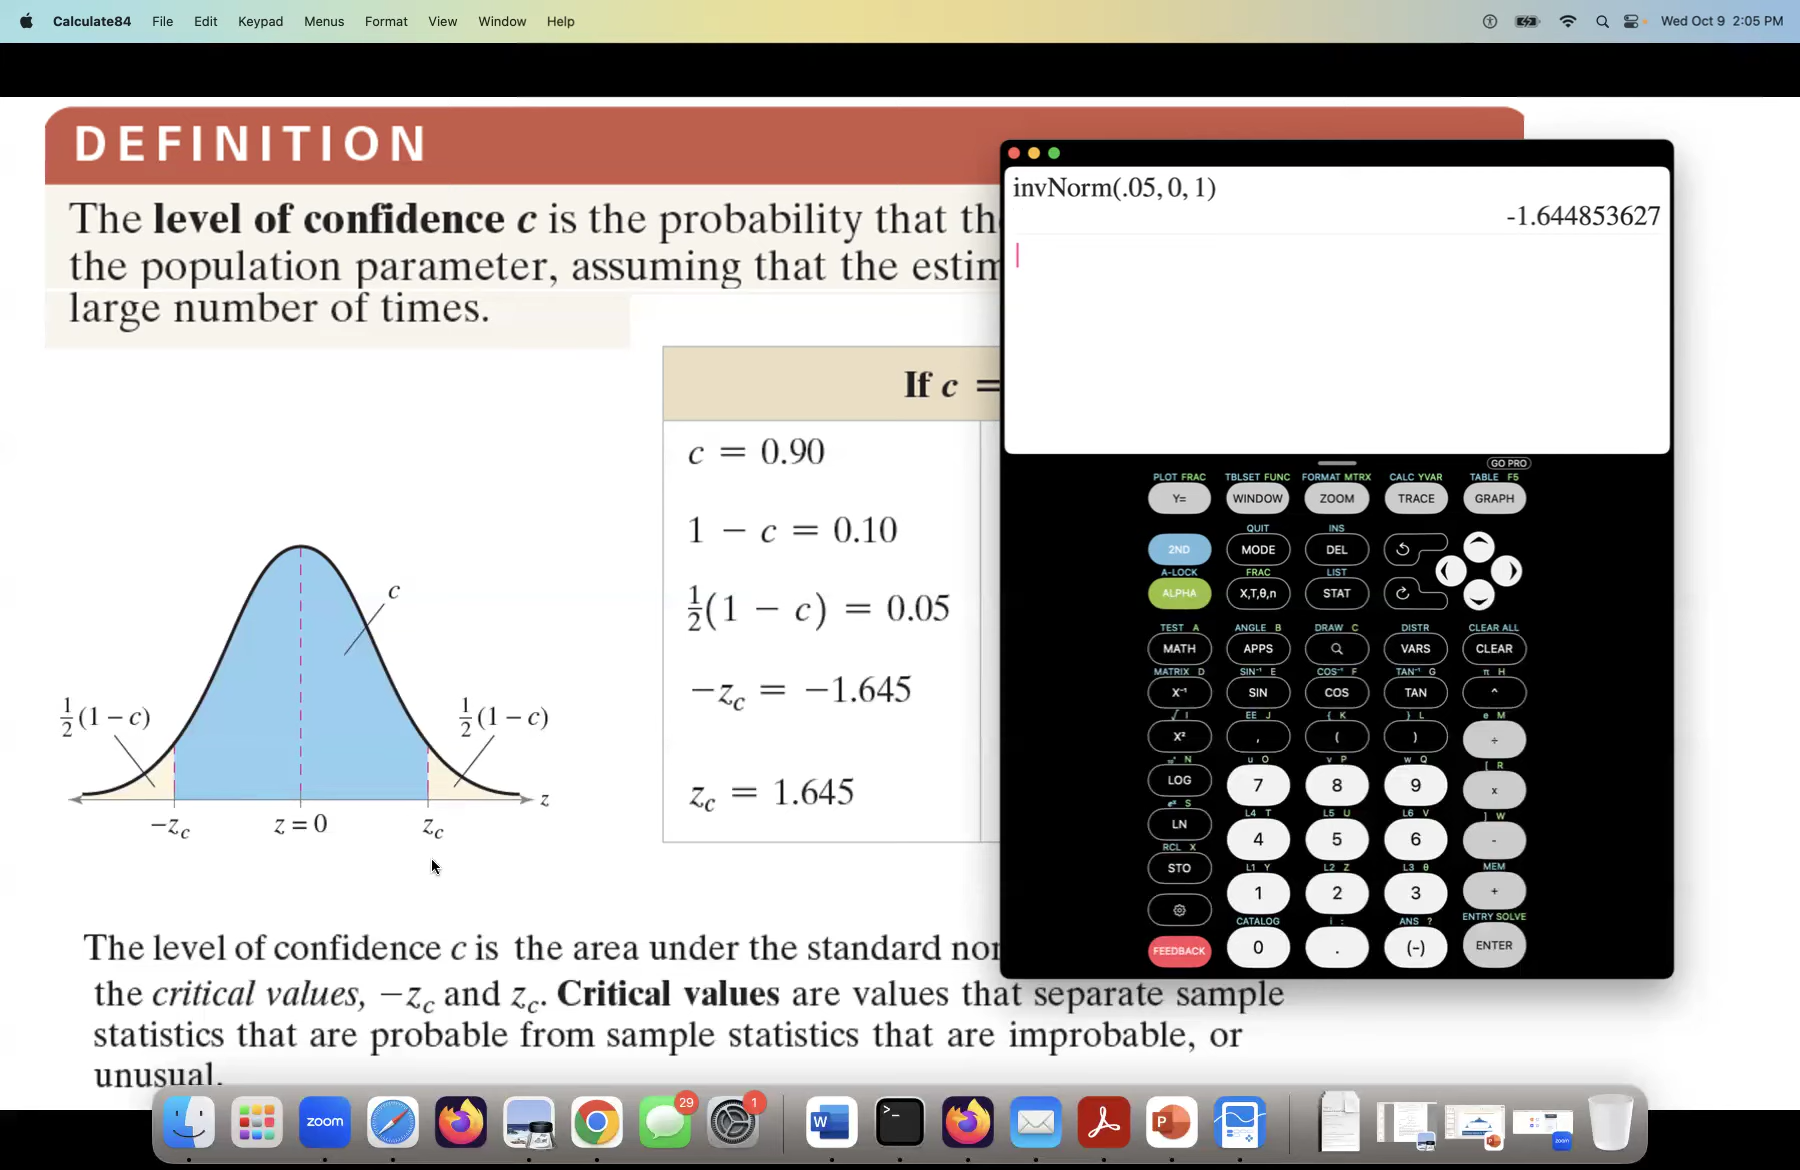 Calculate84 File Edit Keypad Menus Format View Window Help Wed Oct 9 2:05 PM
DEFINITION
The level of confidence c is the probability that th
the population parameter, assuming that the estim
large number of times.
If c =
c = 0.90
1 − c = 0.10
½(1 − c) = 0.05
−z_c = −1.645
z_c = 1.645
c
½(1 − c)
½(1 − c)
−z_c z = 0 z_c z
The level of confidence c is the area under the standard nor
the critical values, −z_c and z_c. Critical values are values that separate sample
statistics that are probable from sample statistics that are improbable, or
unusual.
invNorm(.05, 0, 1)
-1.644853627
GO PRO
PLOT FRAC TBLSET FUNC FORMAT MTRX CALC YVAR TABLE F5
Y= WINDOW ZOOM TRACE GRAPH
QUIT INS
2ND MODE DEL
A-LOCK FRAC LIST
ALPHA X,T,θ,n STAT
TEST A ANGLE B DRAW C DISTR CLEAR ALL
MATH APPS VARS CLEAR
MATRIX D SIN⁻¹ E COS⁻¹ F TAN⁻¹ G π H
X⁻¹ SIN COS TAN ^
√ I EE J { K } L e M
X² , ( ) ÷
N u O v P w Q [ R
LOG 7 8 9 x
eˣ S L4 T L5 U L6 V ] W
LN 4 5 6 -
RCL X L1 Y L2 Z L3 θ MEM
STO 1 2 3 +
CATALOG i : ANS ? ENTRY SOLVE
FEEDBACK 0 . (-) ENTER
zoom 29 1 W >_ P
zoom